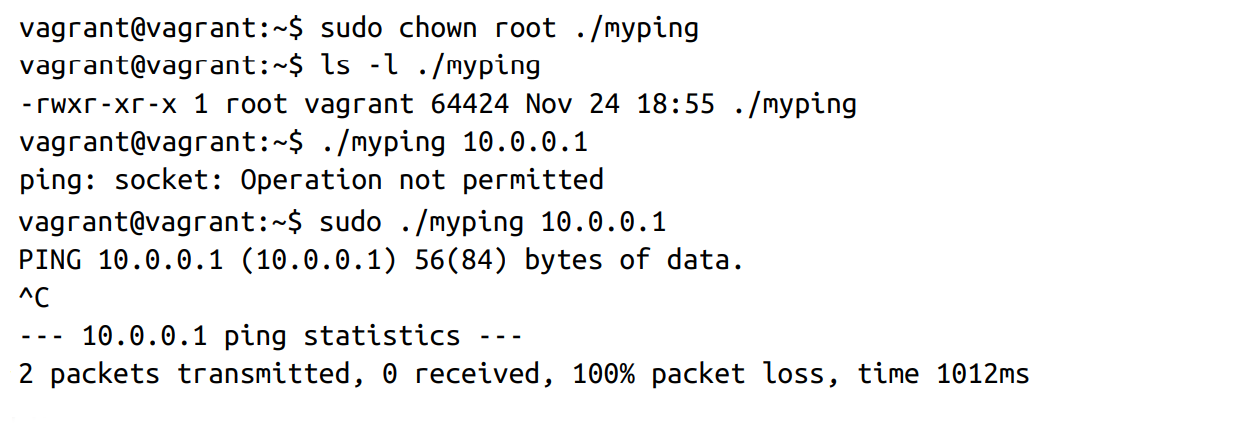 vagrant@vagrant:~$ sudo chown root ./myping
vagrant@vagrant:~$ ls -l ./myping
-rwxr-xr-x 1 root vagrant 64424 Nov 24 18:55 ./myping
vagrant@vagrant:~$ ./myping 10.0.0.1
ping: socket: Operation not permitted
vagrant@vagrant:~$ sudo ./myping 10.0.0.1
PING 10.0.0.1 (10.0.0.1) 56(84) bytes of data.
^C
--- 10.0.0.1 ping statistics ---
2 packets transmitted, 0 received, 100% packet loss, time 1012ms